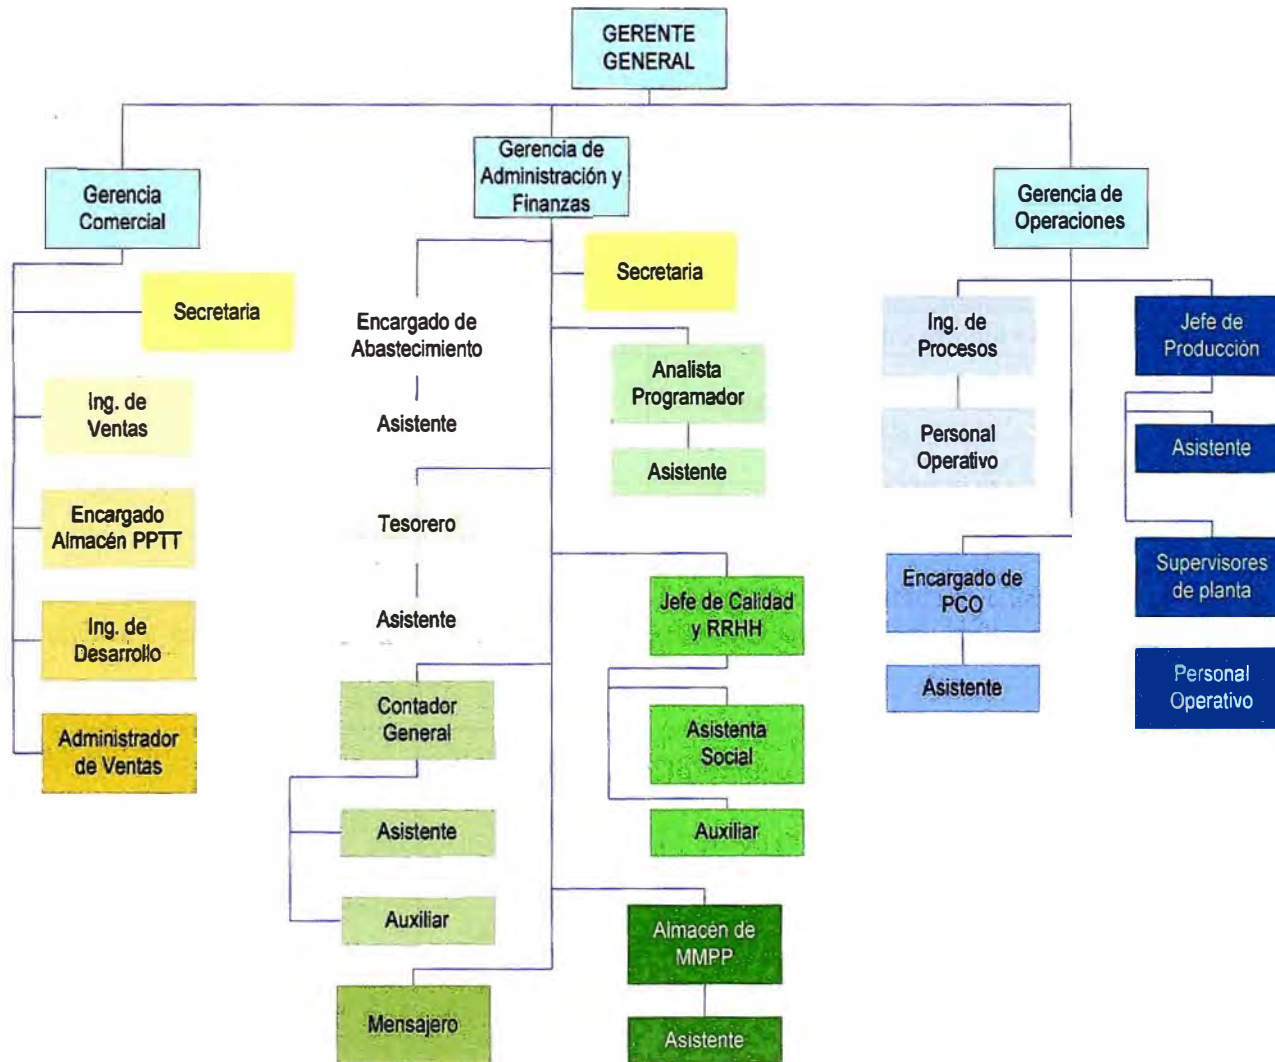 GERENTE
GENERAL
Gerencia
Comercial
Secretaria
Ing. de
Ventas
Encargado
Almacén PPTT
Ing. de
Desarrollo
Administrador
de Ventas
Gerencia de
Administración y
Finanzas
Secretaria
Encargado de
Abastecimiento
Asistente
Analista
Programador
Asistente
Tesorero
Asistente
Jefe de Calidad
y RRHH
Asistenta
Social
Auxiliar
Contador
General
Asistente
Auxiliar
Almacén de
MMPP
Asistente
Mensajero
Gerencia de
Operaciones
Ing. de
Procesos
Personal
Operativo
Jefe de
Producción
Asistente
Supervisores
de planta
Personal
Operativo
Encargado de
PCO
Asistente